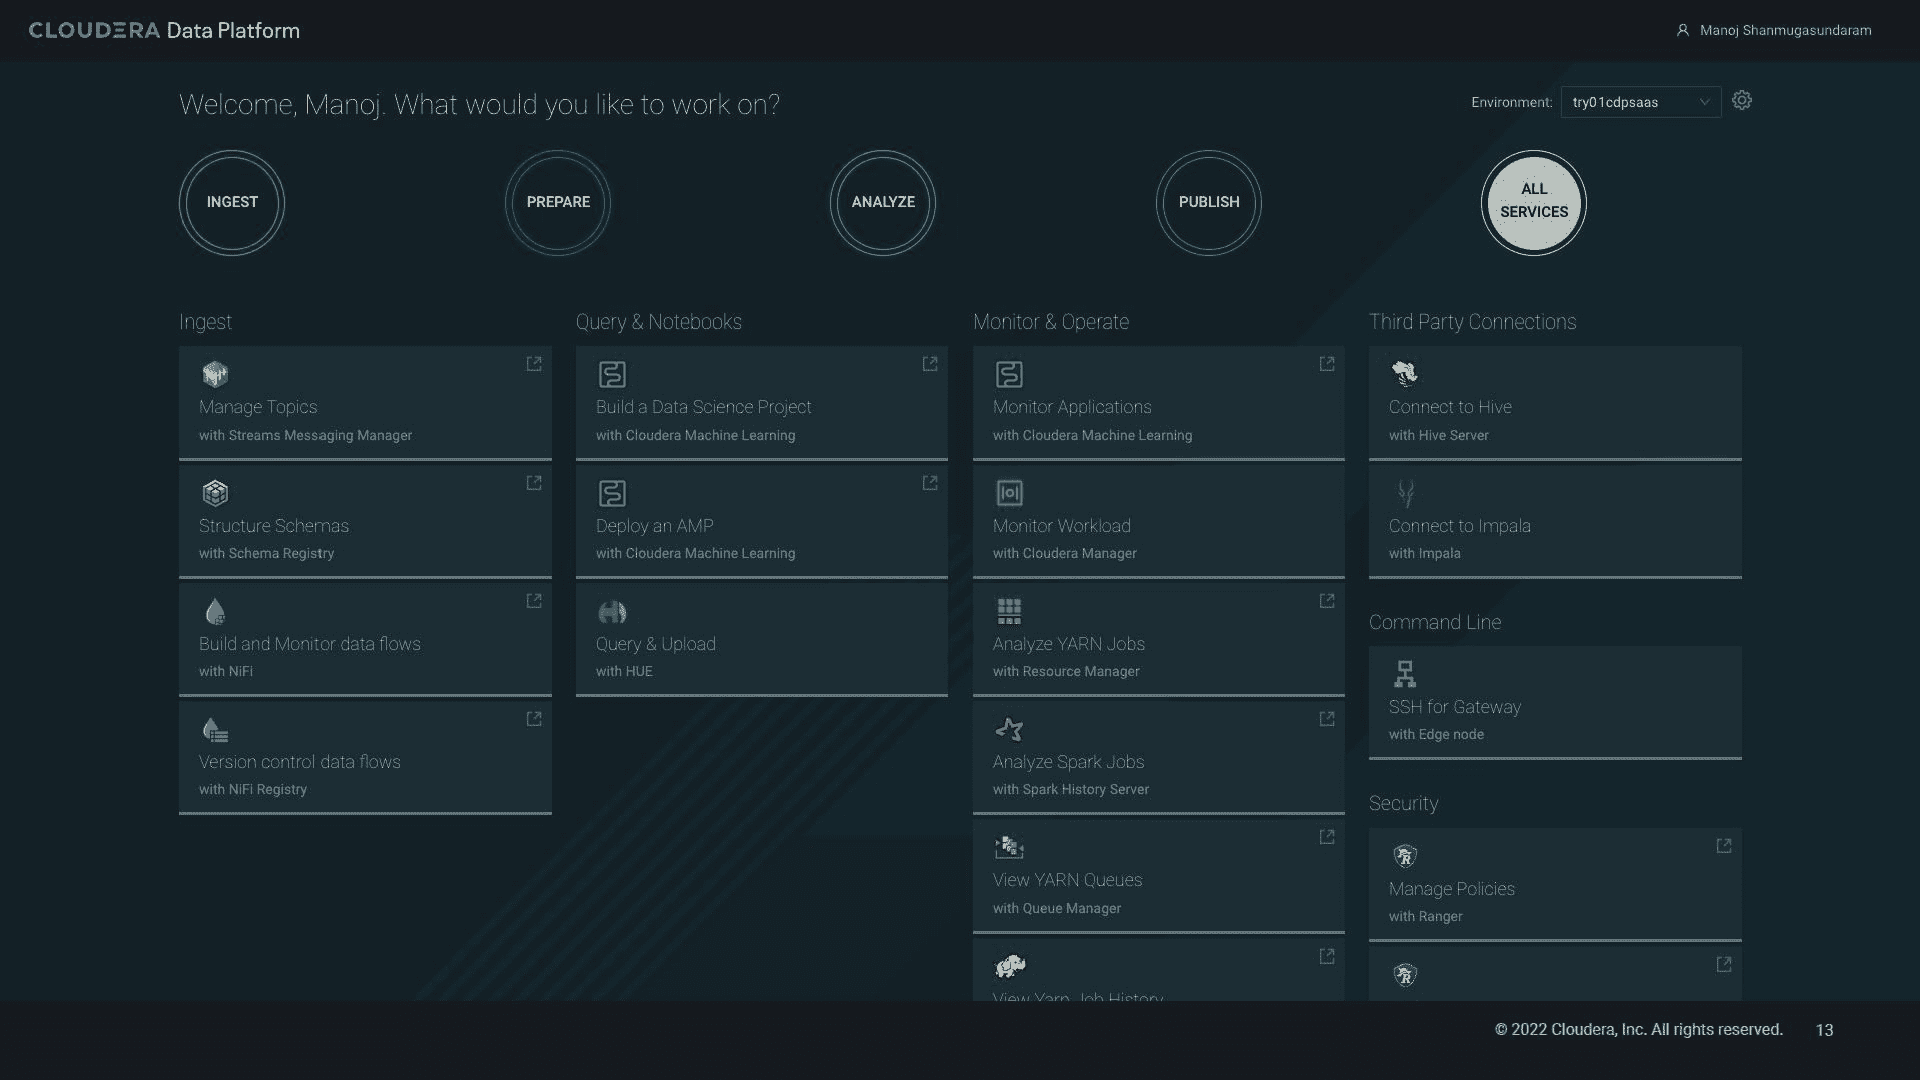 CLOUDERA Data Platform
Manoj Shanmugasundaram
Welcome, Manoj. What would you like to work on?
Environment: try01cdpsaas
INGEST
PREPARE
ANALYZE
PUBLISH
ALL
SERVICES
Ingest
Manage Topics
with Streams Messaging Manager
Structure Schemas
with Schema Registry
Build and Monitor data flows
with NiFi
Version control data flows
with NiFi Registry
Query & Notebooks
Build a Data Science Project
with Cloudera Machine Learning
Deploy an AMP
with Cloudera Machine Learning
Query & Upload
with HUE
Monitor & Operate
Monitor Applications
with Cloudera Machine Learning
Monitor Workload
with Cloudera Manager
Analyze YARN Jobs
with Resource Manager
Analyze Spark Jobs
with Spark History Server
View YARN Queues
with Queue Manager
View Yarn Job History
Third Party Connections
Connect to Hive
with Hive Server
Connect to Impala
with Impala
Command Line
SSH for Gateway
with Edge node
Security
Manage Policies
with Ranger
© 2022 Cloudera, Inc. All rights reserved.
13